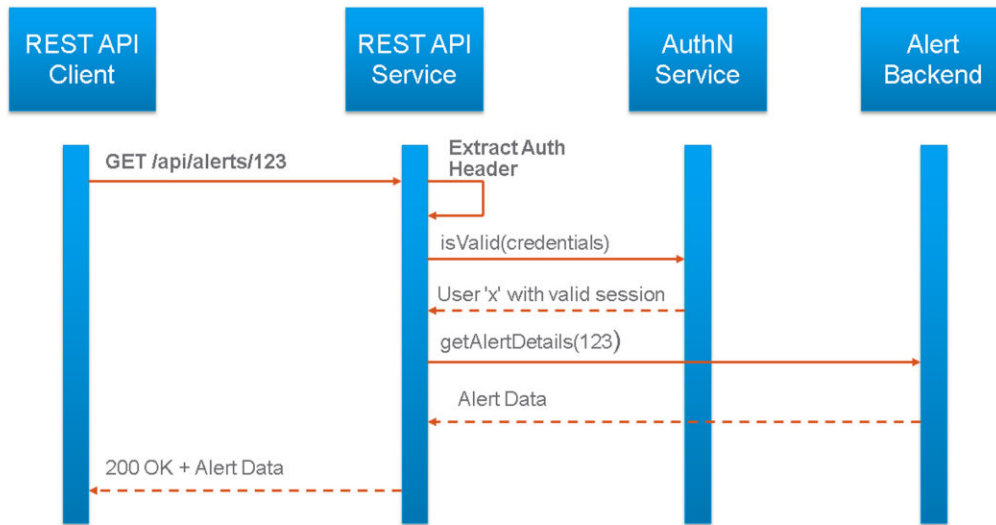 REST API
Client
REST API
Service
AuthN
Service
Alert
Backend
GET /api/alerts/123
Extract Auth
Header
isValid(credentials)
User 'x' with valid session
getAlertDetails(123)
Alert Data
200 OK + Alert Data